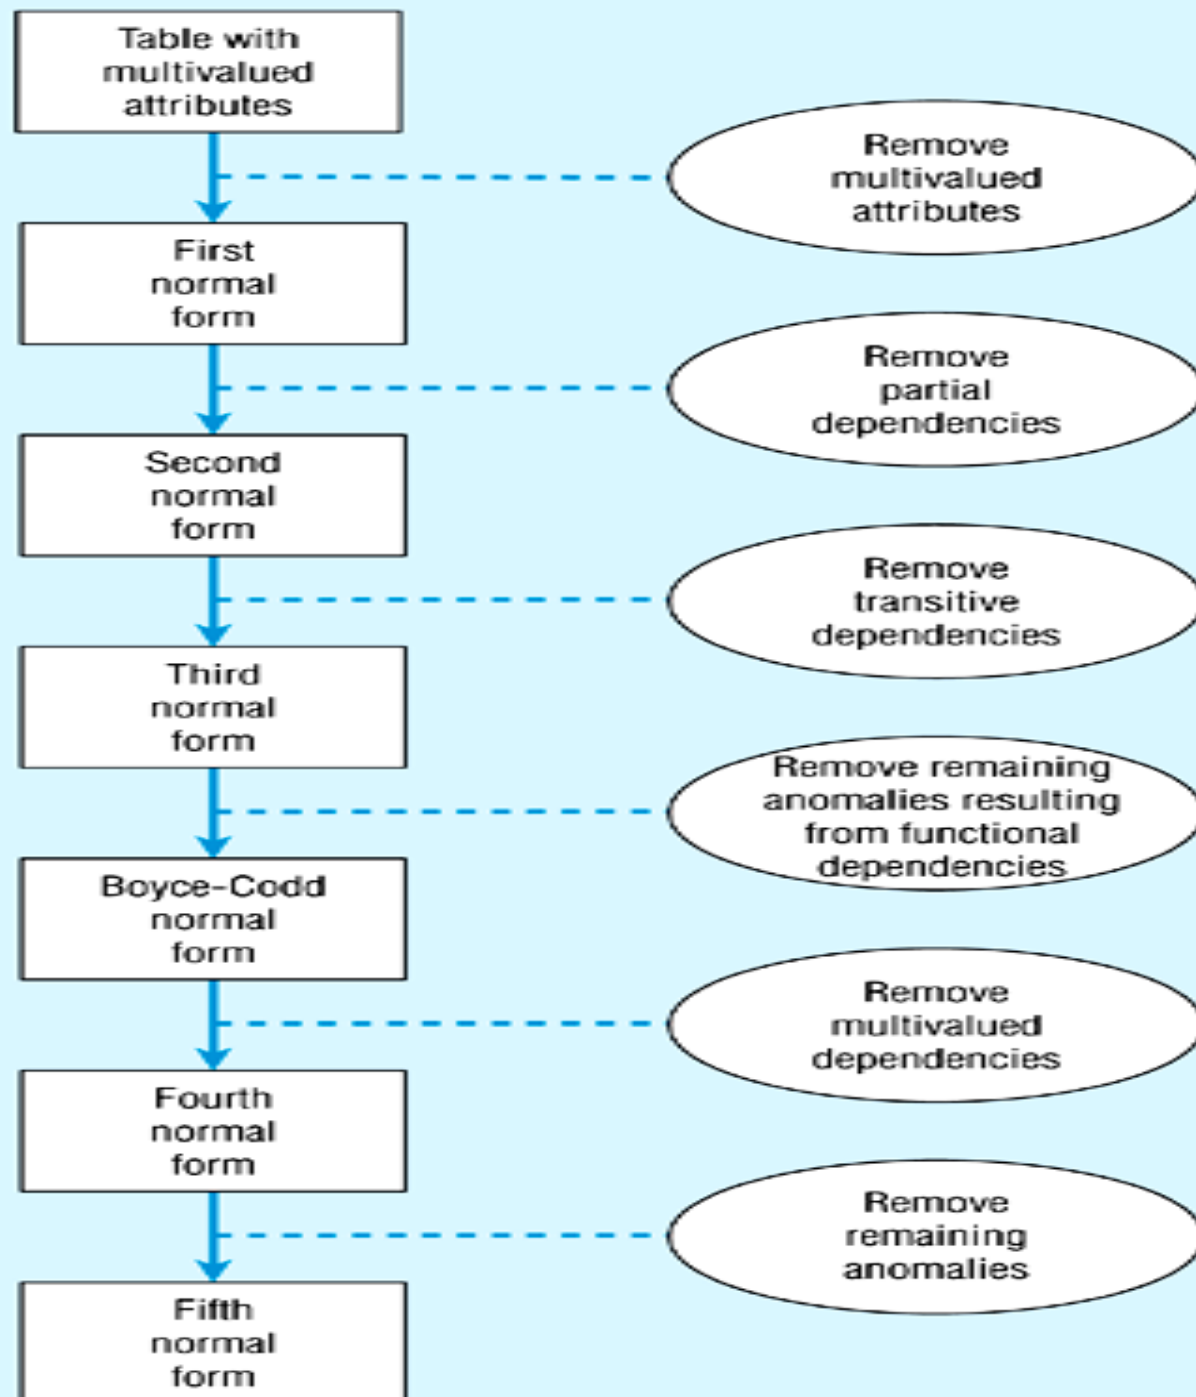 Table with
multivalued
attributes
Remove
multivalued
attributes
First
normal
form
Remove
partial
dependencies
Second
normal
form
Remove
transitive
dependencies
Third
normal
form
Remove remaining
anomalies resulting
from functional
dependencies
Boyce-Codd
normal
form
Remove
multivalued
dependencies
Fourth
normal
form
Remove
remaining
anomalies
Fifth
normal
form